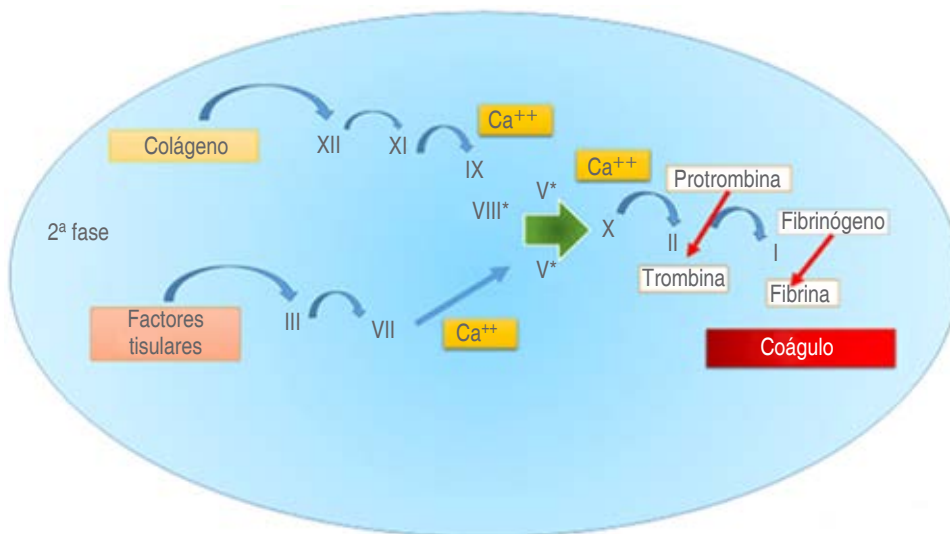 Colágeno
XII
XI
IX
Ca++
VIII*
V*
V*
Ca++
X
II
I
Protrombina
Trombina
Fibrinógeno
Fibrina
2ª fase
Factores
tisulares
III
VII
Ca++
Coágulo